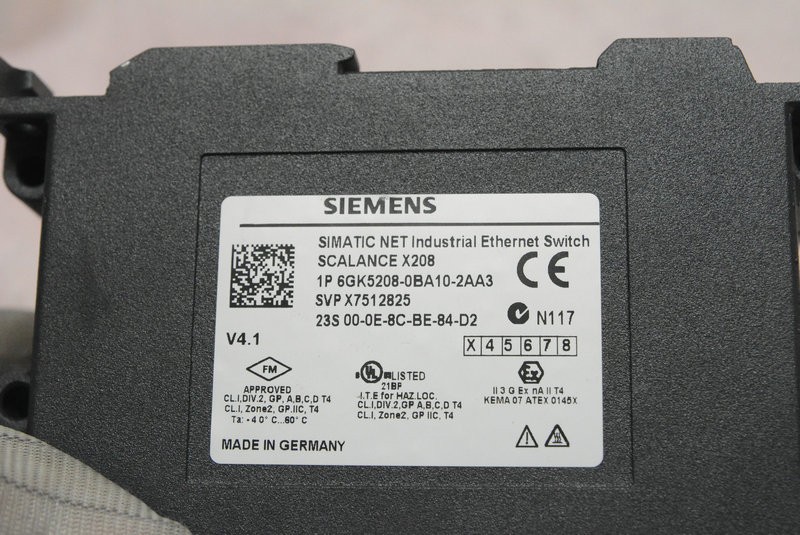 SIEMENS
SIMATIC NET Industrial Ethernet Switch
SCALANCE X208
1P 6GK5208-0BA10-2AA3
SVP X7512825
23S 00-0E-8C-BE-84-D2
CE
N117
V4.1
X 4 5 6 7 8
FM
APPROVED
CL.I,DIV.2, GP, A,B,C,D T4
CL.I, Zone2, GP.IIC, T4
Ta: -40° C...60° C
UL LISTED
21BP
I.T.E for HAZ.LOC.
CL.I,DIV.2,GP A,B,C,D T4
CL.I, Zone2, GP IIC, T4
Ex
II 3 G Ex nA II T4
KEMA 07 ATEX 0145X
MADE IN GERMANY